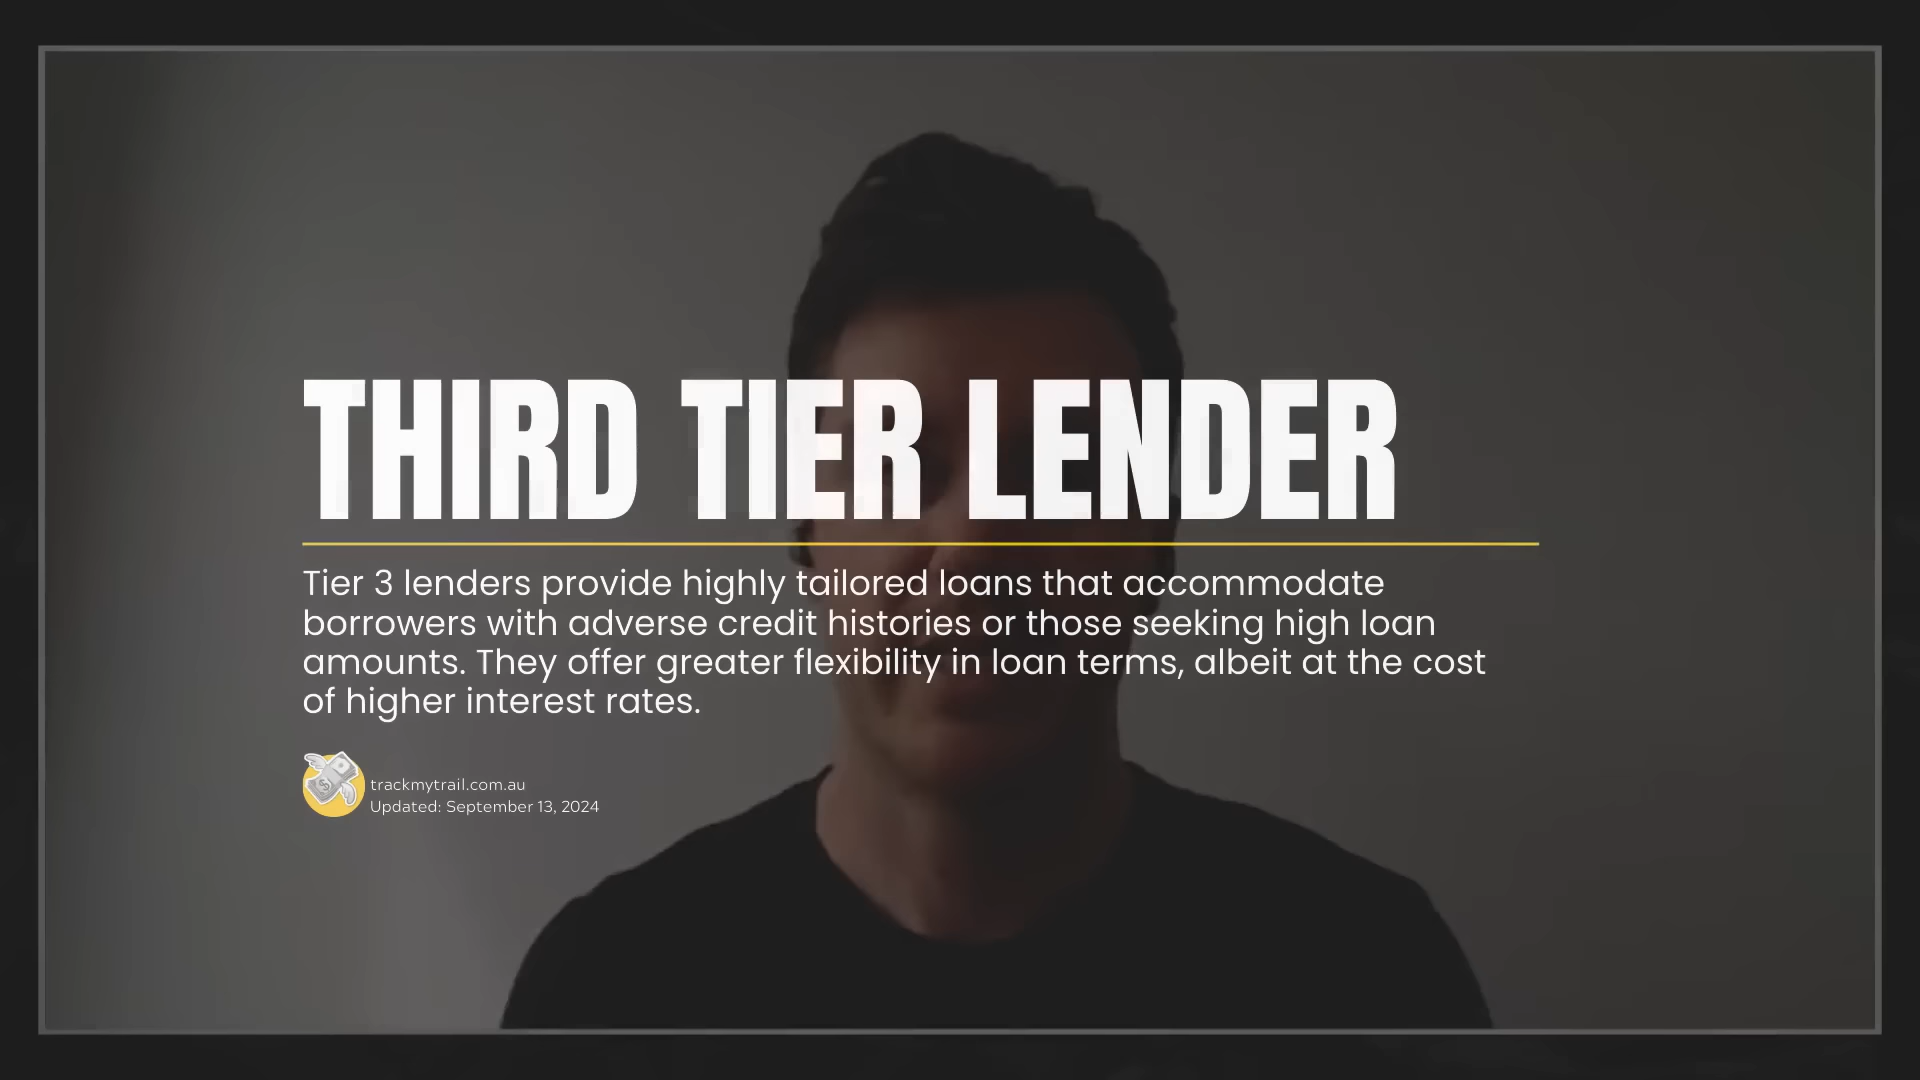 THIRD TIER LENDER
Tier 3 lenders provide highly tailored loans that accommodate
borrowers with adverse credit histories or those seeking high loan
amounts. They offer greater flexibility in loan terms, albeit at the cost
of higher interest rates.
trackmytrail.com.au
Updated: September 13, 2024